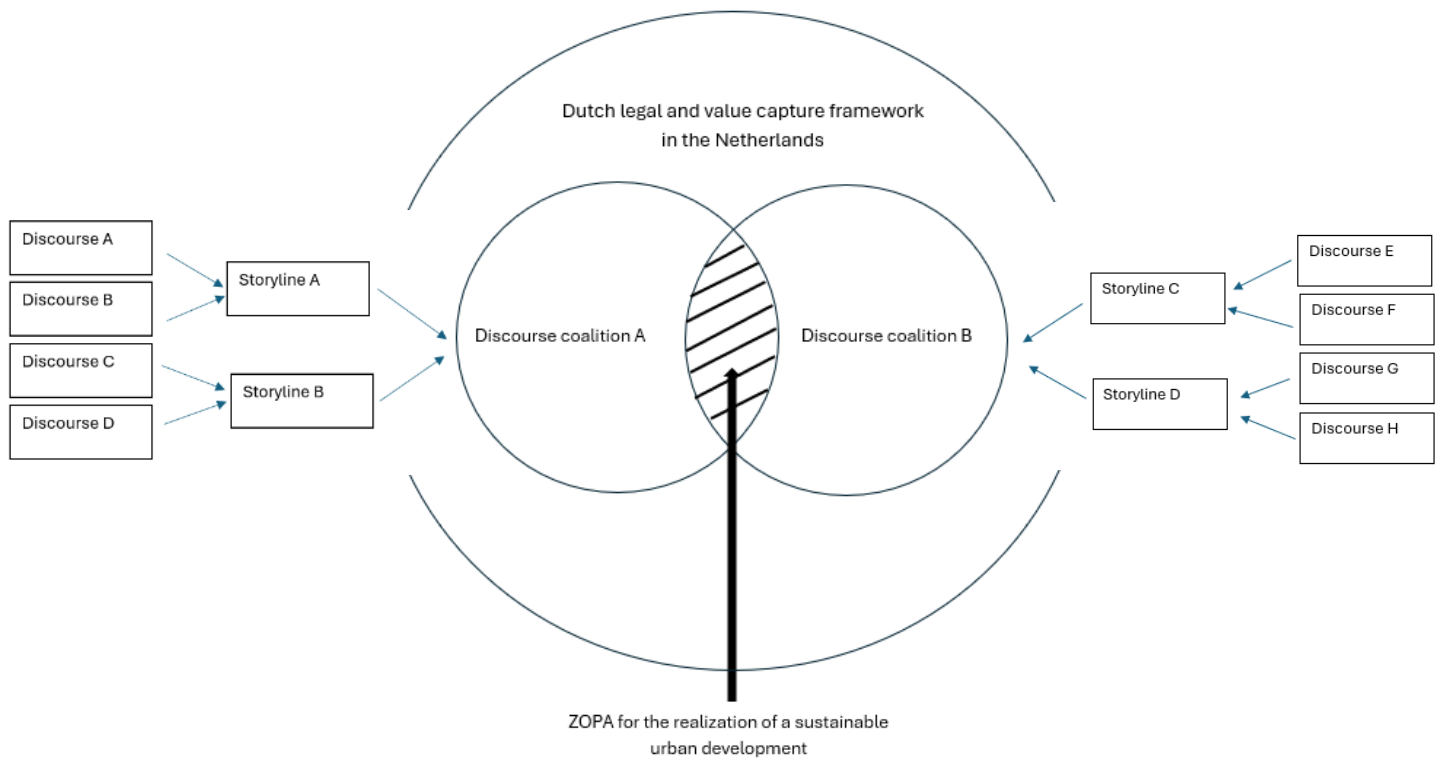 Dutch legal and value capture framework
in the Netherlands
Discourse A
Discourse B
Discourse C
Discourse D
Storyline A
Storyline B
Discourse coalition A
Discourse coalition B
Storyline C
Storyline D
Discourse E
Discourse F
Discourse G
Discourse H
ZOPA for the realization of a sustainable
urban development